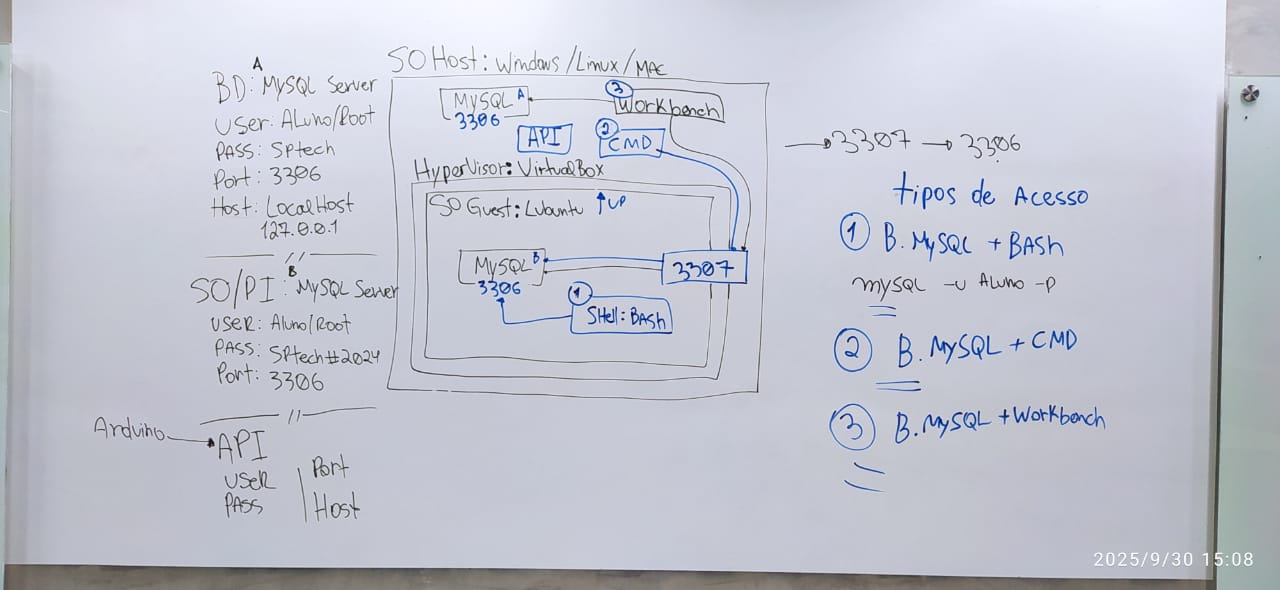 A
BD: MySQL Server
User: Aluno/Root
PASS: Sptech
Port: 3306
Host: LocalHost
127.0.0.1
//
B
SO/PI: MySQL Server
User: Aluno/Root
PASS: SPtech#2024
Port: 3306
//
Arduino
API
User
PASS
Port
Host
SO Host: Windows/Linux/MAC
MySQL A
3306
3
Workbench
API
2
CMD
HyperVisor: VirtualBox
SO Guest: Lubuntu ↑ UP
MySQL B
3306
3307
1
SHell: BAsh
→ 3307 → 3306
tipos de Acesso
1 B. MySQL + BAsh
mysql -u Aluno -p
2 B. MySQL + CMD
3 B. MySQL + Workbench
2025/9/30 15:08